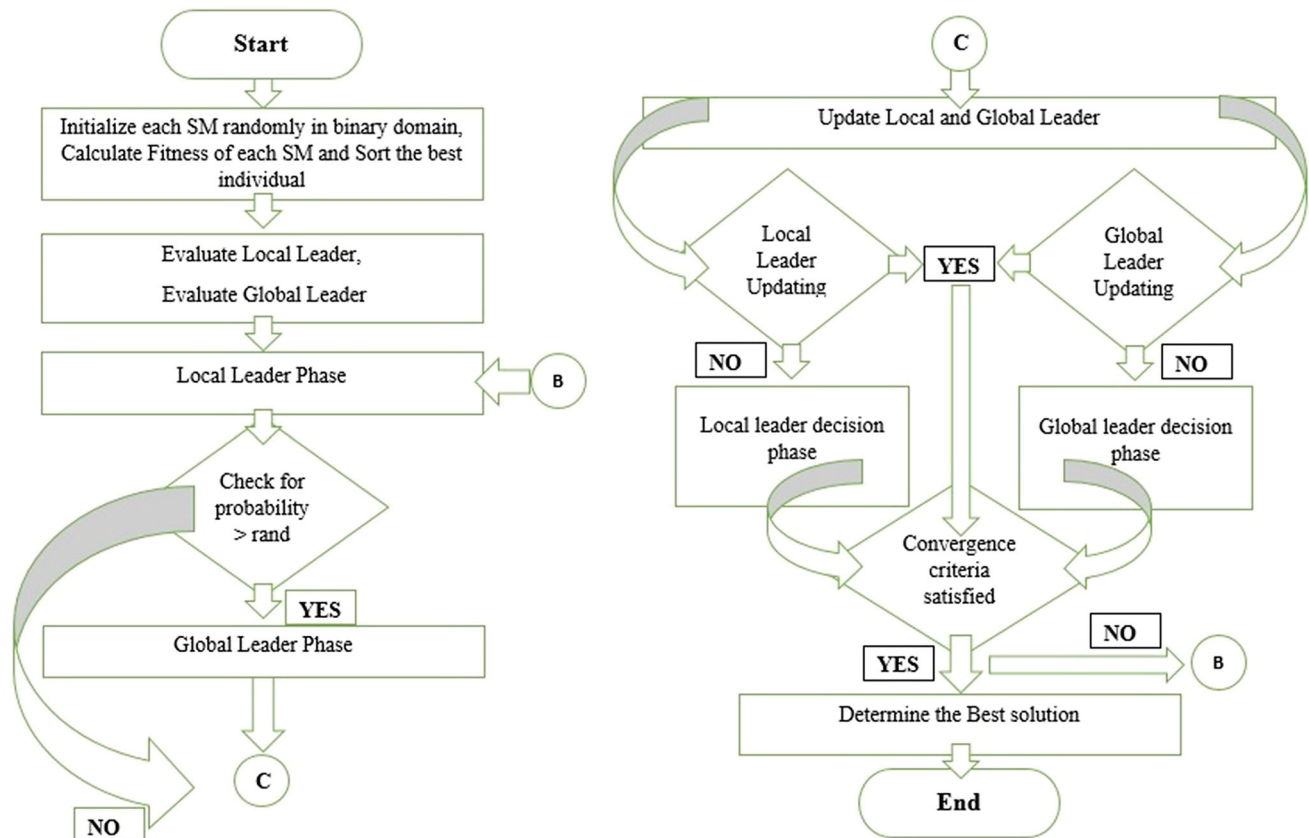 Start
Initialize each SM randomly in binary domain,
Calculate Fitness of each SM and Sort the best
individual
Evaluate Local Leader,
Evaluate Global Leader
Local Leader Phase
B
Check for
probability
> rand
YES
Global Leader Phase
C
NO
C
Update Local and Global Leader
Local
Leader
Updating
YES
Global
Leader
Updating
NO
NO
Local leader decision
phase
Global leader decision
phase
Convergence
criteria
satisfied
YES
NO
B
Determine the Best solution
End